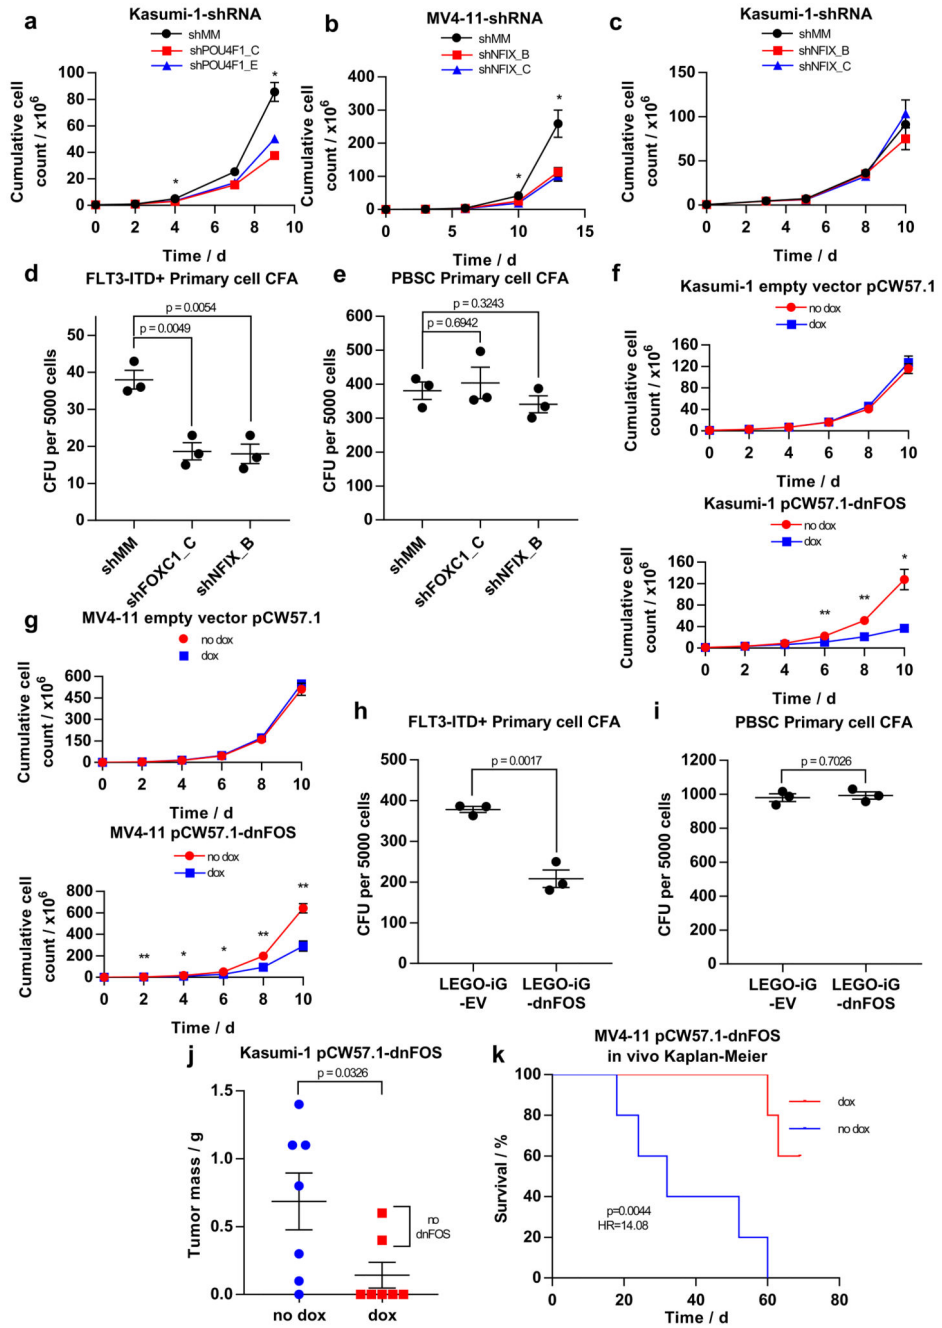 a
Kasumi-1-shRNA
shMM
shPOU4F1_C
shPOU4F1_E
Cumulative cell
count / x10⁶
100
80
60
40
20
0
*
*
0 2 4 6 8 10
Time / d
b
MV4-11-shRNA
shMM
shNFIX_B
shNFIX_C
Cumulative cell
count / x10⁶
400
300
200
100
0
*
*
0 5 10 15
Time / d
c
Kasumi-1-shRNA
shMM
shNFIX_B
shNFIX_C
Cumulative cell
count / x10⁶
150
100
50
0
0 2 4 6 8 10
Time / d
d
FLT3-ITD+ Primary cell CFA
p = 0.0054
p = 0.0049
CFU per 5000 cells
40
30
20
10
0
shMM
shFOXC1_C
shNFIX_B
e
PBSC Primary cell CFA
p = 0.3243
p = 0.6942
CFU per 5000 cells
600
500
400
300
200
100
0
shMM
shFOXC1_C
shNFIX_B
f
Kasumi-1 empty vector pCW57.1
no dox
dox
Cumulative cell
count / x10⁶
160
120
80
40
0
0 2 4 6 8 10
Time / d
Kasumi-1 pCW57.1-dnFOS
no dox
dox
Cumulative cell
count / x10⁶
160
120
80
40
0
**
**
*
0 2 4 6 8 10
Time / d
g
MV4-11 empty vector pCW57.1
no dox
dox
Cumulative cell
count / x10⁶
600
450
300
150
0
0 2 4 6 8 10
Time / d
MV4-11 pCW57.1-dnFOS
no dox
dox
Cumulative cell
count / x10⁶
800
600
400
200
0
**
*
*
**
**
0 2 4 6 8 10
Time / d
h
FLT3-ITD+ Primary cell CFA
p = 0.0017
CFU per 5000 cells
500
400
300
200
100
0
LEGO-iG
-EV
LEGO-iG
-dnFOS
i
PBSC Primary cell CFA
p = 0.7026
CFU per 5000 cells
1200
1000
800
600
400
200
0
LEGO-iG
-EV
LEGO-iG
-dnFOS
j
Kasumi-1 pCW57.1-dnFOS
p = 0.0326
Tumor mass / g
1.5
1.0
0.5
0.0
no
dnFOS
no dox
dox
k
MV4-11 pCW57.1-dnFOS
in vivo Kaplan-Meier
dox
no dox
Survival / %
100
80
60
40
20
0
p=0.0044
HR=14.08
0 20 40 60 80
Time / d